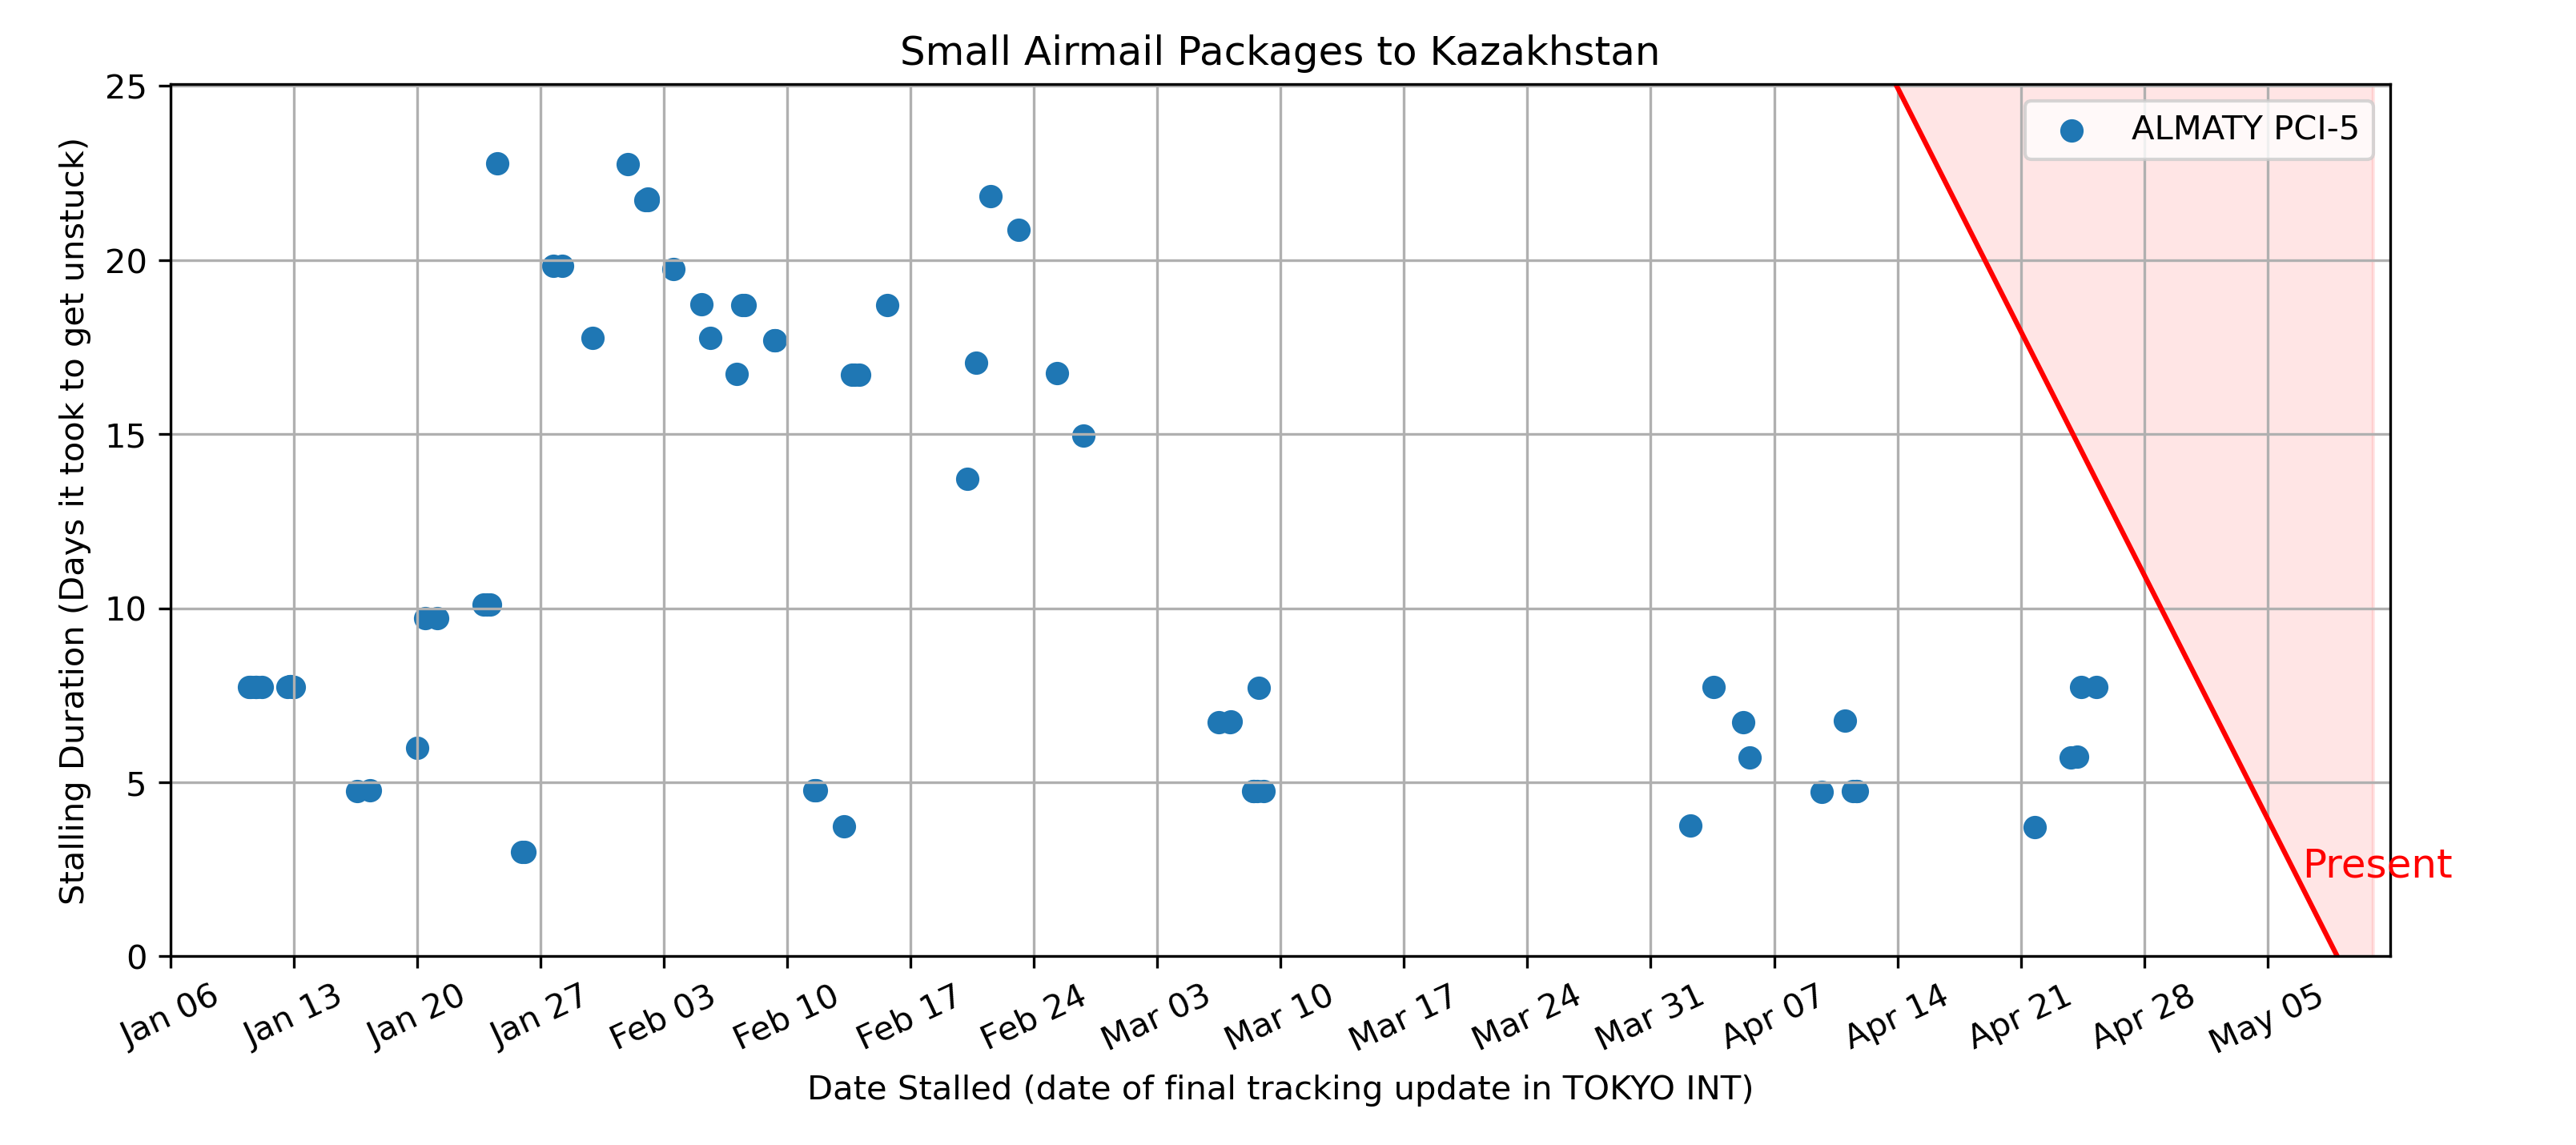 Small Airmail Packages to Kazakhstan
25
20
15
10
5
0
Stalling Duration (Days it took to get unstuck)
ALMATY PCI-5
Present
Jan 06
Jan 13
Jan 20
Jan 27
Feb 03
Feb 10
Feb 17
Feb 24
Mar 03
Mar 10
Mar 17
Mar 24
Mar 31
Apr 07
Apr 14
Apr 21
Apr 28
May 05
Date Stalled (date of final tracking update in TOKYO INT)